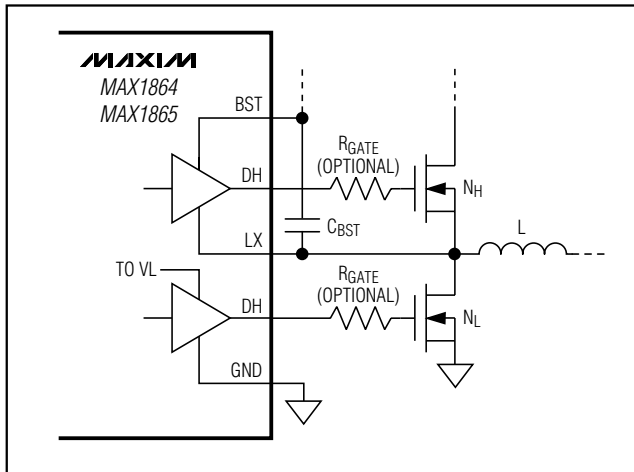 MAXIM
MAX1864
MAX1865
BST
DH
LX
TO VL
DH
GND
RGATE
(OPTIONAL)
NH
CBST
L
RGATE
(OPTIONAL)
NL